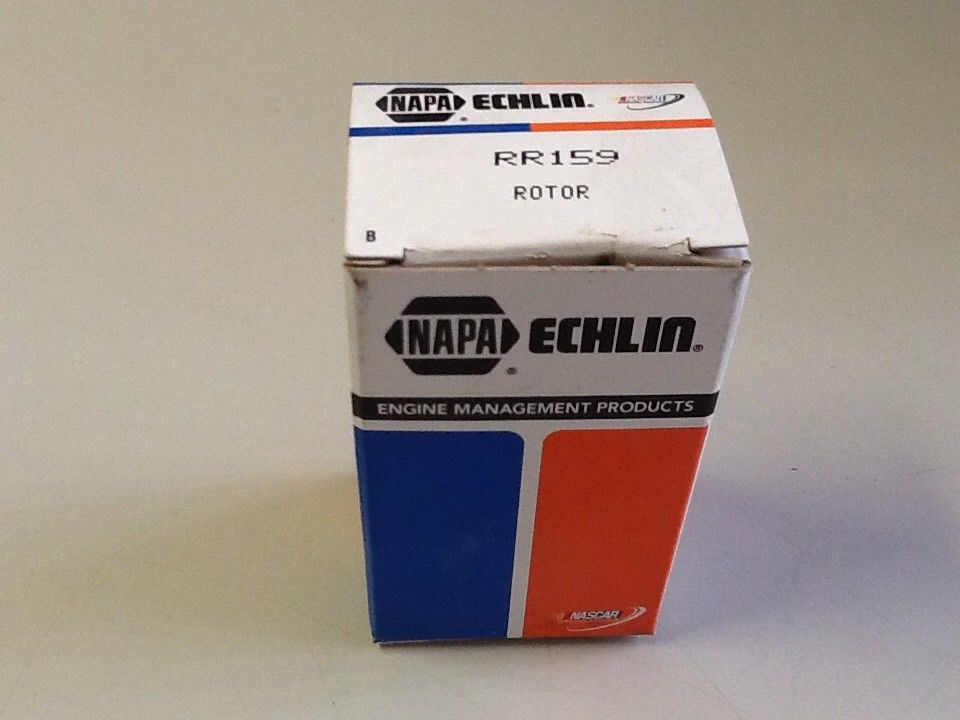 NAPA® ECHLIN® NASCAR
RR159
ROTOR
B
NAPA® ECHLIN®
ENGINE MANAGEMENT PRODUCTS
NASCAR